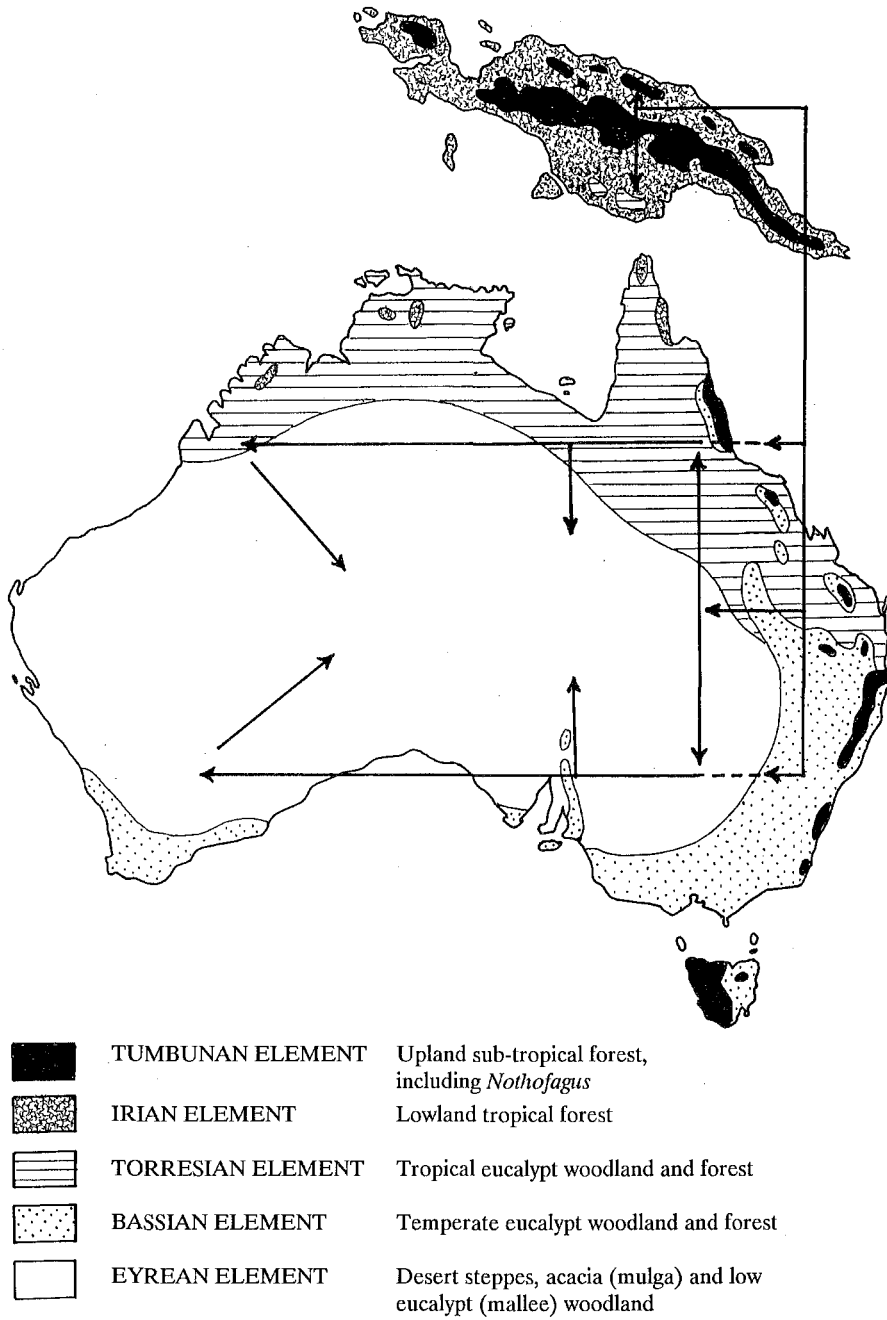 TUMBUNAN ELEMENT Upland sub-tropical forest,
including Nothofagus
IRIAN ELEMENT Lowland tropical forest
TORRESIAN ELEMENT Tropical eucalypt woodland and forest
BASSIAN ELEMENT Temperate eucalypt woodland and forest
EYREAN ELEMENT Desert steppes, acacia (mulga) and low
eucalypt (mallee) woodland